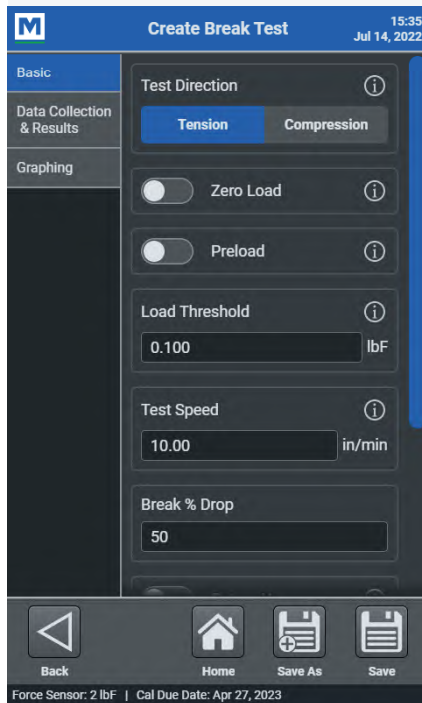 M
Create Break Test
15:35
Jul 14, 2022
Basic
Data Collection
& Results
Graphing
Test Direction
Tension Compression
Zero Load
Preload
Load Threshold
0.100 lbF
Test Speed
10.00 in/min
Break % Drop
50
Back Home Save As Save
Force Sensor: 2 lbF | Cal Due Date: Apr 27, 2023